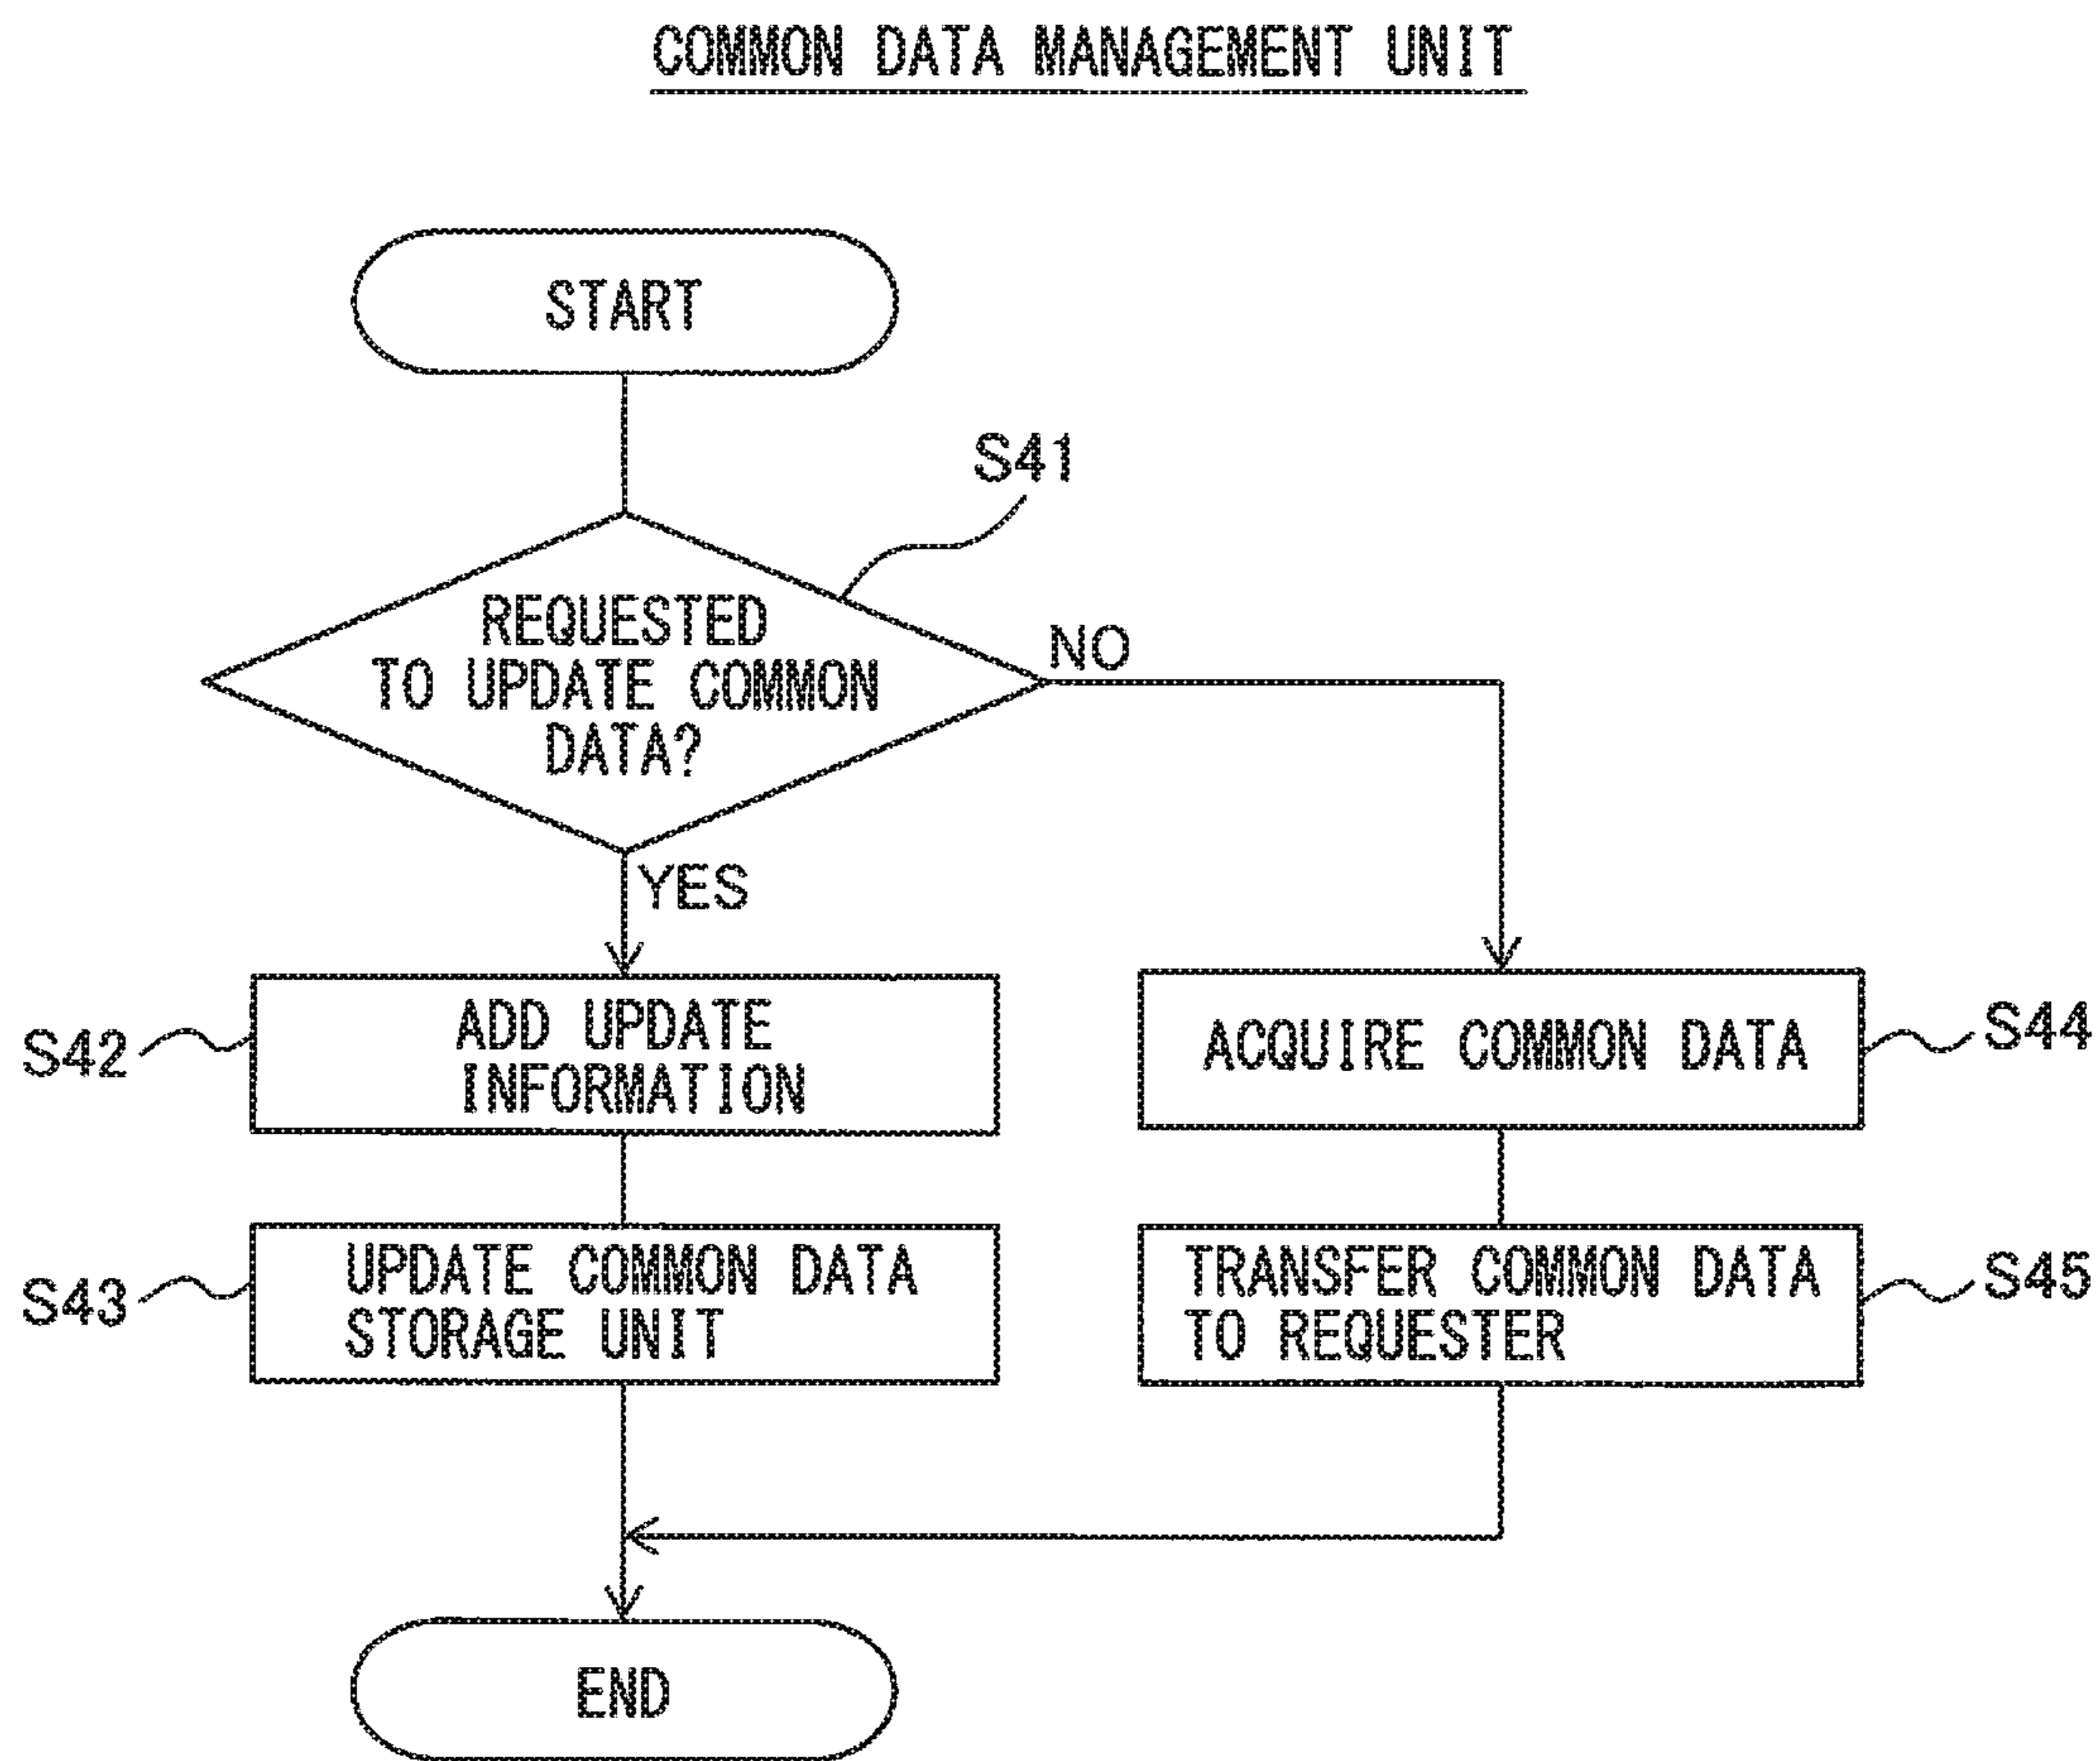 COMMON DATA MANAGEMENT UNIT
START
S41
REQUESTED
TO UPDATE COMMON
DATA?
NO
YES
S42
ADD UPDATE
INFORMATION
ACQUIRE COMMON DATA
S44
S43
UPDATE COMMON DATA
STORAGE UNIT
TRANSFER COMMON DATA
TO REQUESTER
S45
END